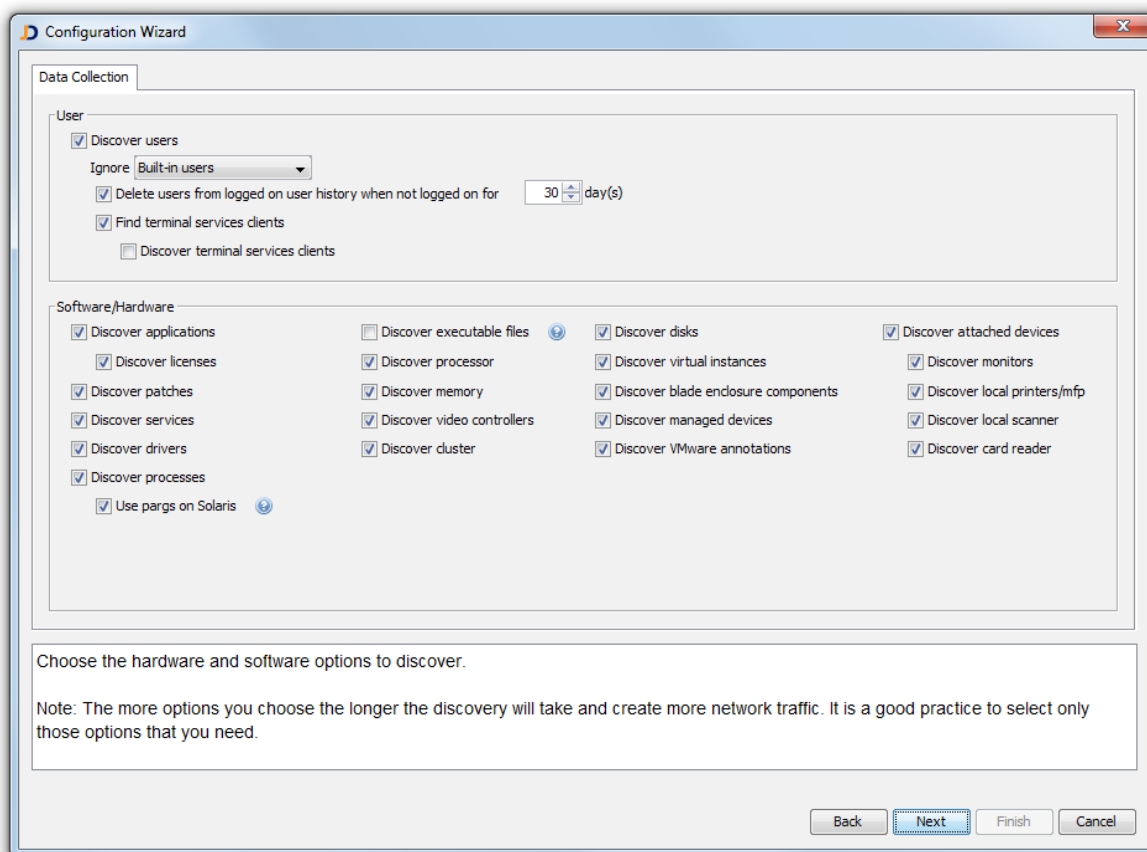 Configuration Wizard
Data Collection
User
Discover users
Ignore Built-in users
Delete users from logged on user history when not logged on for 30 day(s)
Find terminal services clients
Discover terminal services clients
Software/Hardware
Discover applications Discover executable files ? Discover disks Discover attached devices
Discover licenses Discover processor Discover virtual instances Discover monitors
Discover patches Discover memory Discover blade enclosure components Discover local printers/mfp
Discover services Discover video controllers Discover managed devices Discover local scanner
Discover drivers Discover cluster Discover VMware annotations Discover card reader
Discover processes
Use pargs on Solaris ?
Choose the hardware and software options to discover.
Note: The more options you choose the longer the discovery will take and create more network traffic. It is a good practice to select only
those options that you need.
Back Next Finish Cancel